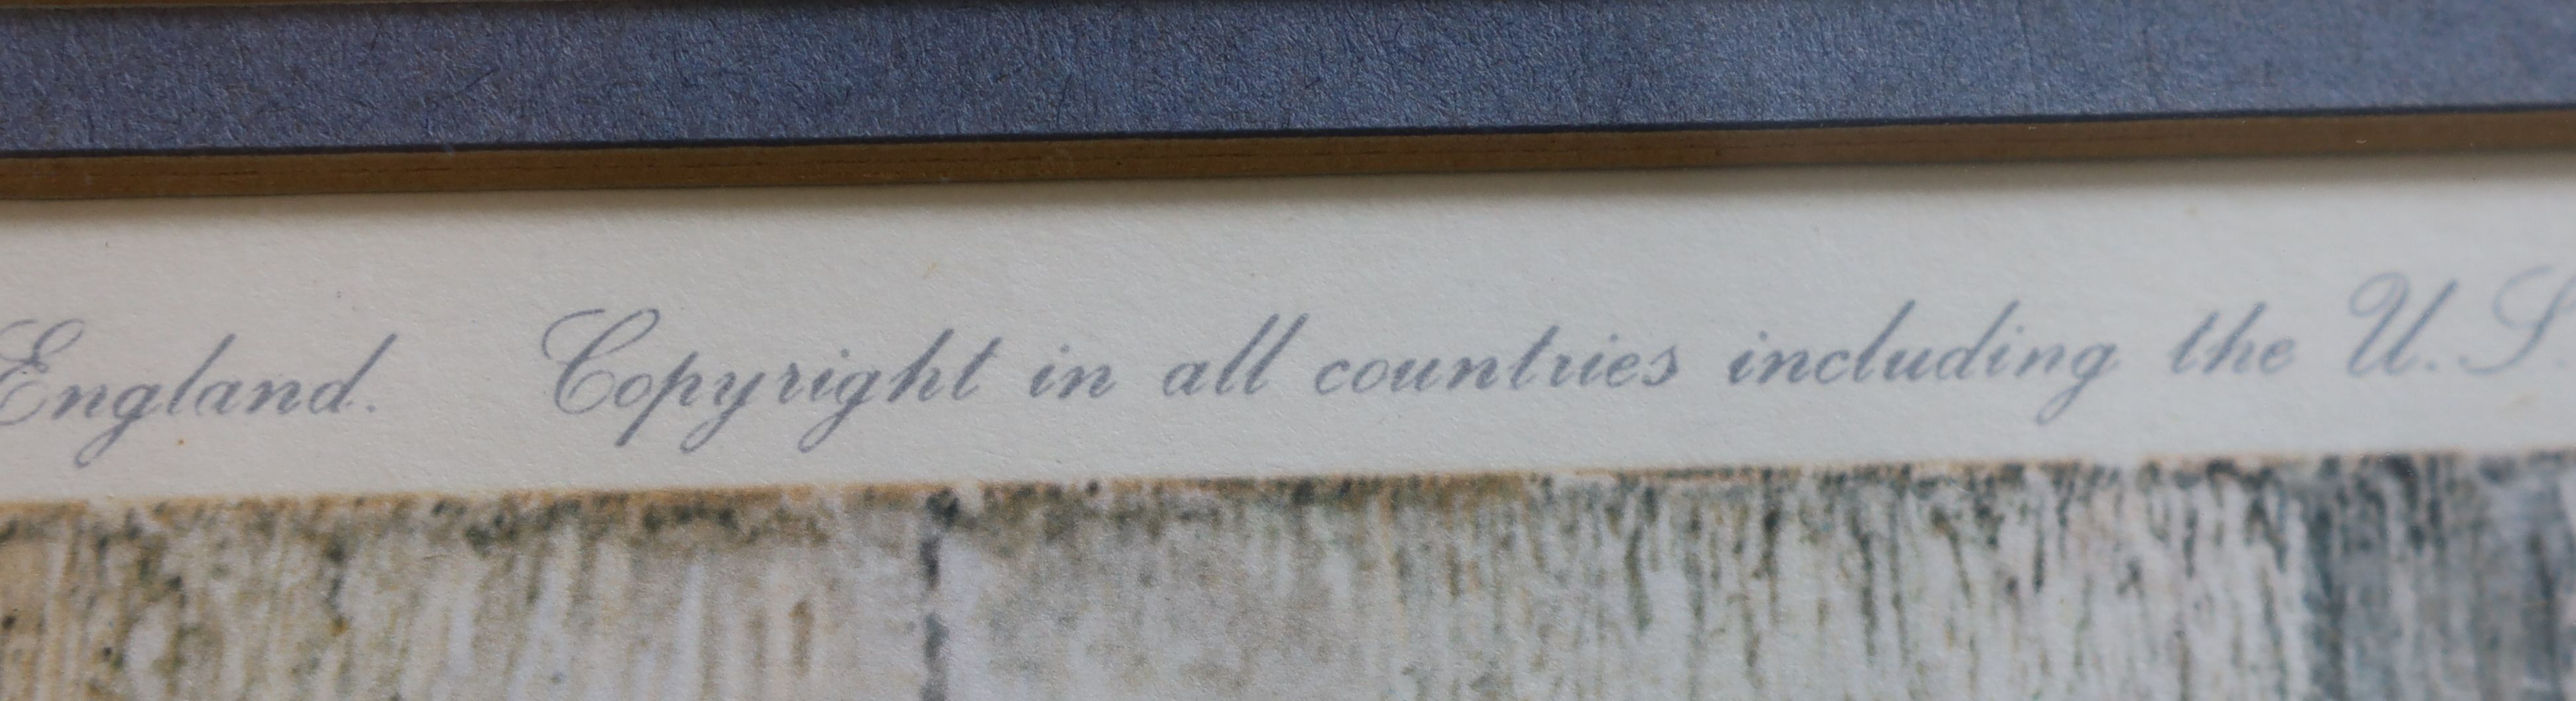 England. Copyright in all countries including the U.S.